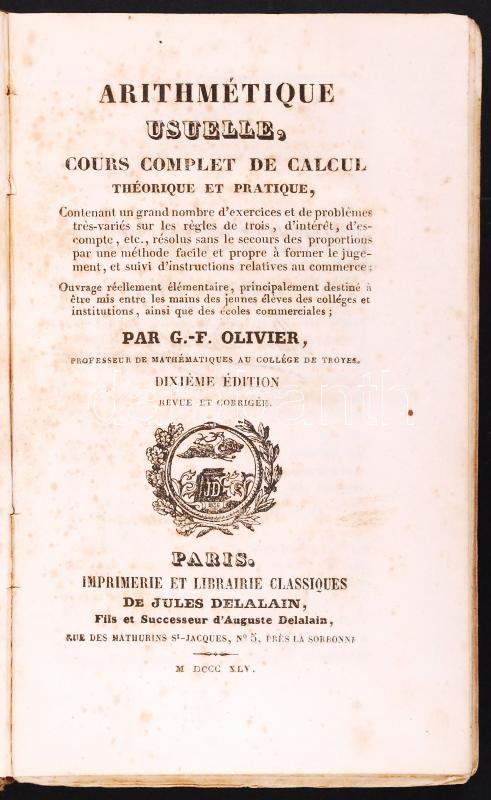 ARITHMÉTIQUE
USUELLE,
COURS COMPLET DE CALCUL
THÉORIQUE ET PRATIQUE,
Contenant un grand nombre d'exercices et de problèmes
très-variés sur les règles de trois, d'intérêt, d'es-
compte, etc., résolus sans le secours des proportions
par une méthode facile et propre à former le juge-
ment, et suivi d'instructions relatives au commerce;
Ouvrage réellement élémentaire, principalement destiné à
être mis entre les mains des jeunes élèves des colléges et
institutions, ainsi que des écoles commerciales;
PAR G.-F. OLIVIER,
PROFESSEUR DE MATHÉMATIQUES AU COLLÉGE DE TROYES.
DIXIÈME ÉDITION
REVUE ET CORRIGÉE.
JD
PARIS.
IMPRIMERIE ET LIBRAIRIE CLASSIQUES
DE JULES DELALAIN,
Fils et Successeur d'Auguste Delalain,
RUE DES MATHURINS St-JACQUES, No 5, PRÈS LA SORBONNE
M DCCC XLV.